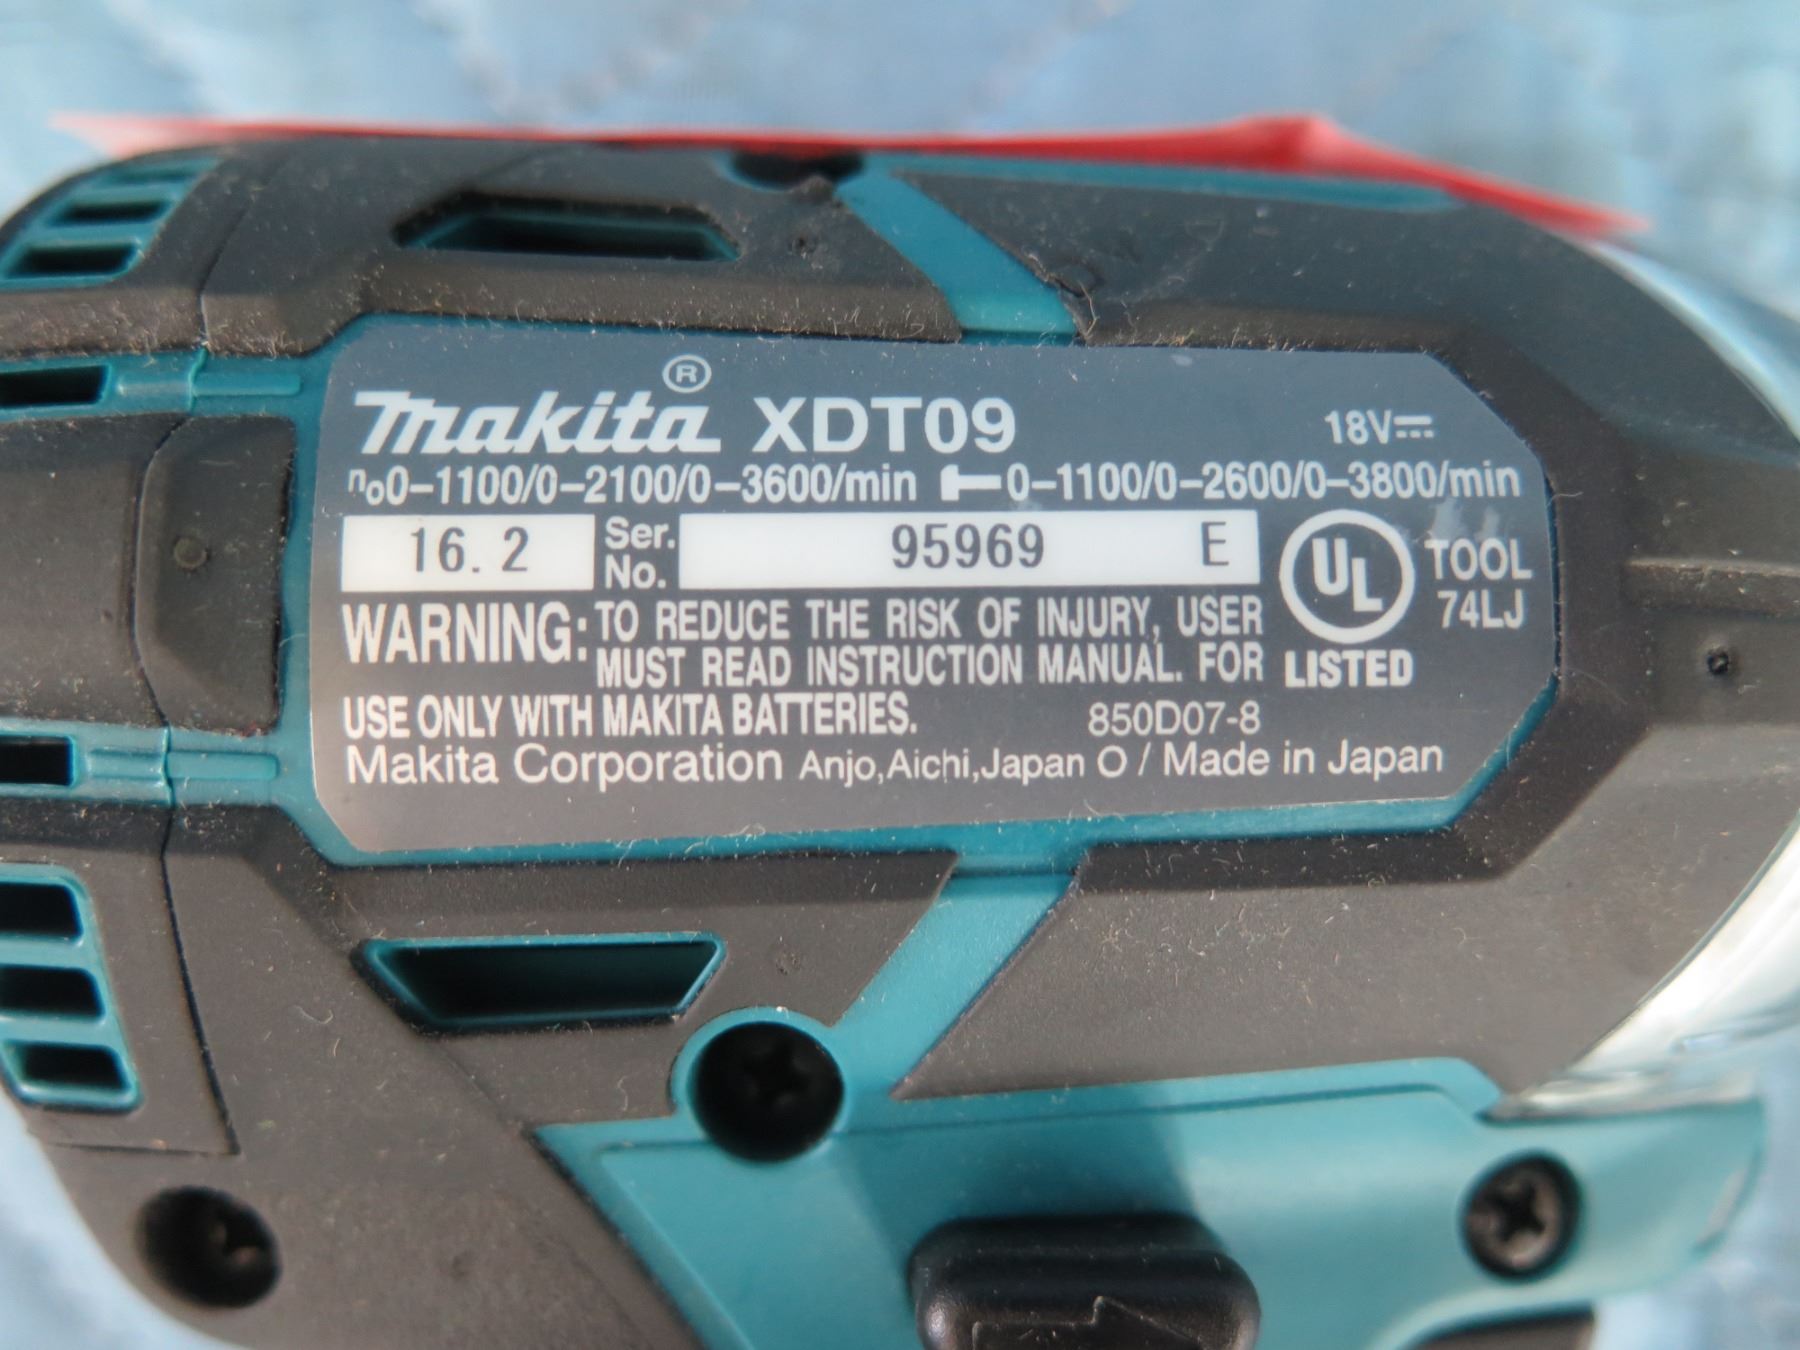 makita® XDT09 18V⎓
n₀0–1100/0–2100/0–3600/min 0–1100/0–2600/0–3800/min
16.2 Ser. No. 95969 E
UL LISTED
TOOL
74LJ
WARNING: TO REDUCE THE RISK OF INJURY, USER
MUST READ INSTRUCTION MANUAL. FOR
USE ONLY WITH MAKITA BATTERIES. 850D07-8
Makita Corporation Anjo,Aichi,Japan O / Made in Japan